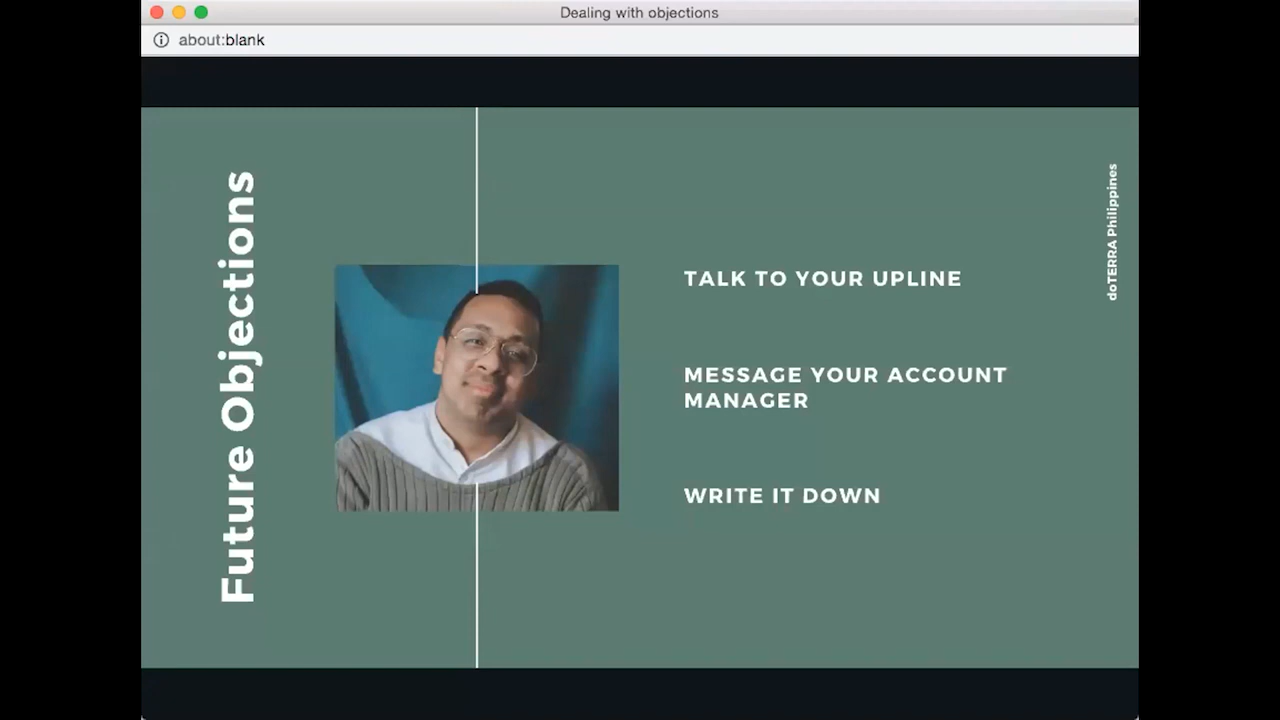 Dealing with objections
about:blank
Future Objections
TALK TO YOUR UPLINE
MESSAGE YOUR ACCOUNT
MANAGER
WRITE IT DOWN
doTERRA Philippines